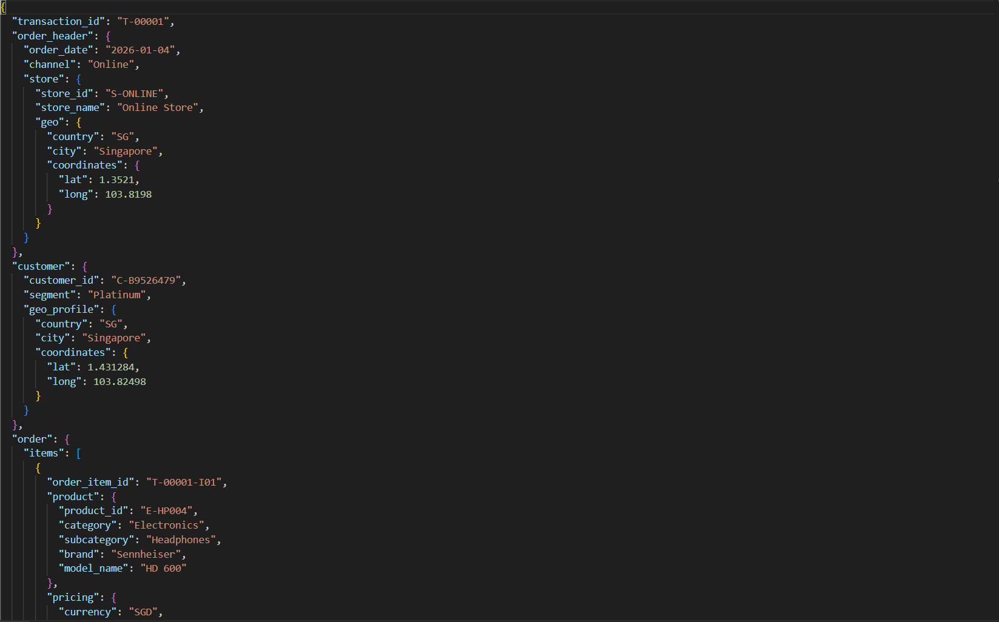 {
  "transaction_id": "T-00001",
  "order_header": {
    "order_date": "2026-01-04",
    "channel": "Online",
    "store": {
      "store_id": "S-ONLINE",
      "store_name": "Online Store",
      "geo": {
        "country": "SG",
        "city": "Singapore",
        "coordinates": {
          "lat": 1.3521,
          "long": 103.8198
        }
      }
    }
  },
  "customer": {
    "customer_id": "C-B9526479",
    "segment": "Platinum",
    "geo_profile": {
      "country": "SG",
      "city": "Singapore",
      "coordinates": {
        "lat": 1.431284,
        "long": 103.82498
      }
    }
  },
  "order": {
    "items": [
      {
        "order_item_id": "T-00001-I01",
        "product": {
          "product_id": "E-HP004",
          "category": "Electronics",
          "subcategory": "Headphones",
          "brand": "Sennheiser",
          "model_name": "HD 600"
        },
        "pricing": {
          "currency": "SGD",